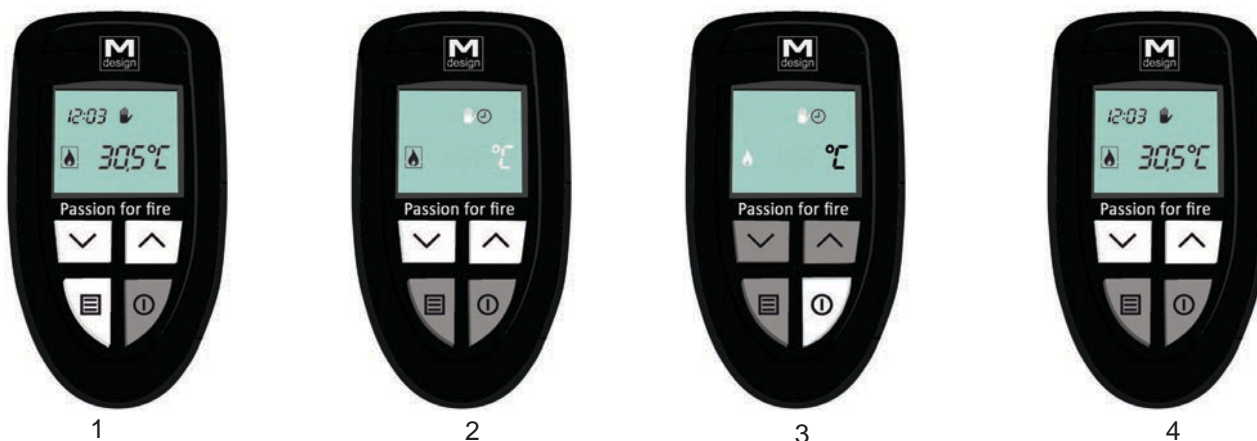 M
design
12:03
30,5°C
Passion for fire
1
M
design
°C
Passion for fire
2
M
design
°C
Passion for fire
3
M
design
12:03
30,5°C
Passion for fire
4